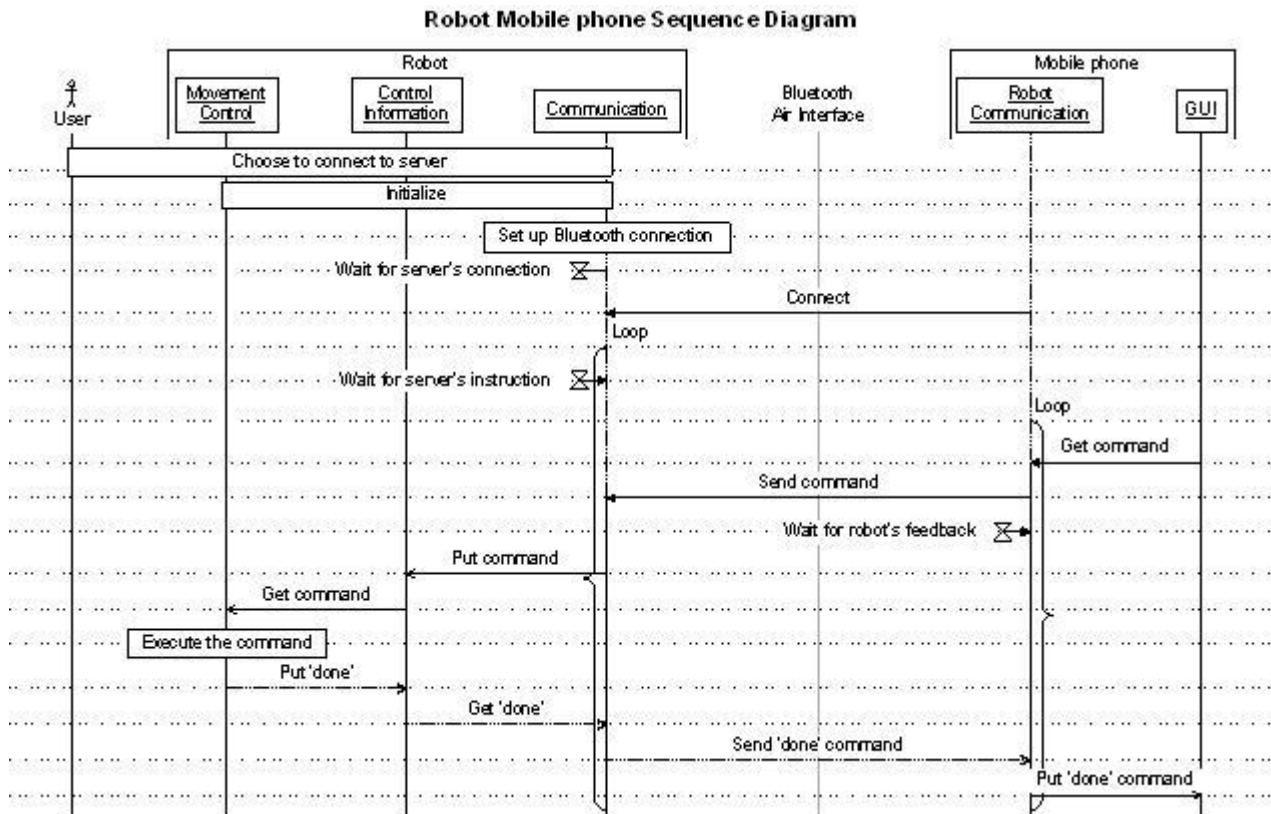 Robot Mobile phone Sequence Diagram
Robot
Mobile phone
User
Movement
Control
Control
Information
Communication
Bluetooth
Air Interface
Robot
Communication
GUI
Choose to connect to server
Initialize
Set up Bluetooth connection
Wait for server's connection
Connect
Loop
Wait for server's instruction
Loop
Get command
Send command
Wait for robot's feedback
Put command
Get command
Execute the command
Put 'done'
Get 'done'
Send 'done' command
Put 'done' command